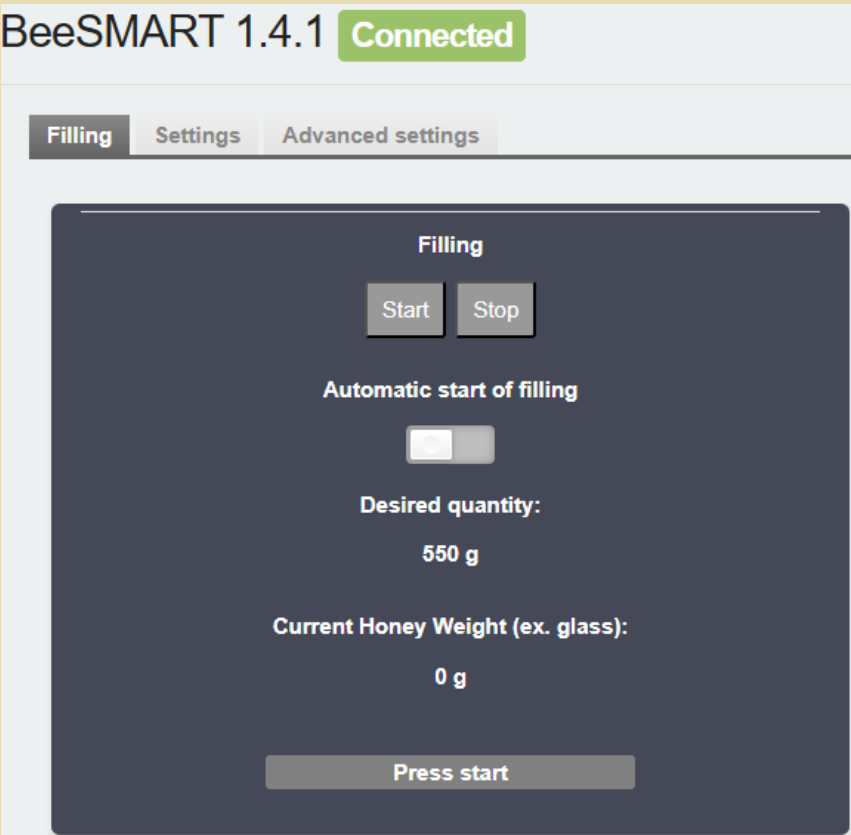 BeeSMART 1.4.1 Connected
Filling Settings Advanced settings
Filling
Start Stop
Automatic start of filling
Desired quantity:
550 g
Current Honey Weight (ex. glass):
0 g
Press start